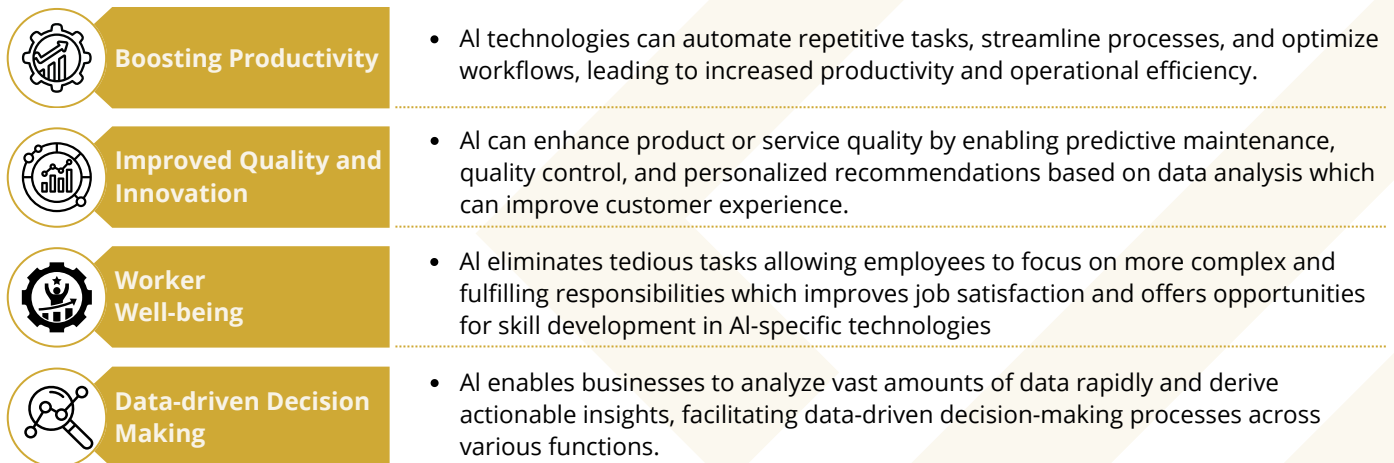 Boosting Productivity
• AI technologies can automate repetitive tasks, streamline processes, and optimize
workflows, leading to increased productivity and operational efficiency.
Improved Quality and
Innovation
• AI can enhance product or service quality by enabling predictive maintenance,
quality control, and personalized recommendations based on data analysis which
can improve customer experience.
Worker
Well-being
• AI eliminates tedious tasks allowing employees to focus on more complex and
fulfilling responsibilities which improves job satisfaction and offers opportunities
for skill development in AI-specific technologies
Data-driven Decision
Making
• AI enables businesses to analyze vast amounts of data rapidly and derive
actionable insights, facilitating data-driven decision-making processes across
various functions.